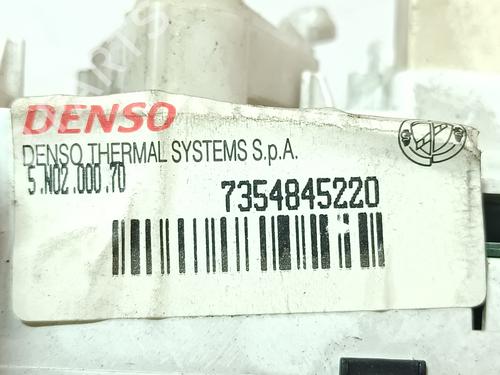 DENSO
DENSO THERMAL SYSTEMS S.p.A.
5.N02.000.70
7354845220